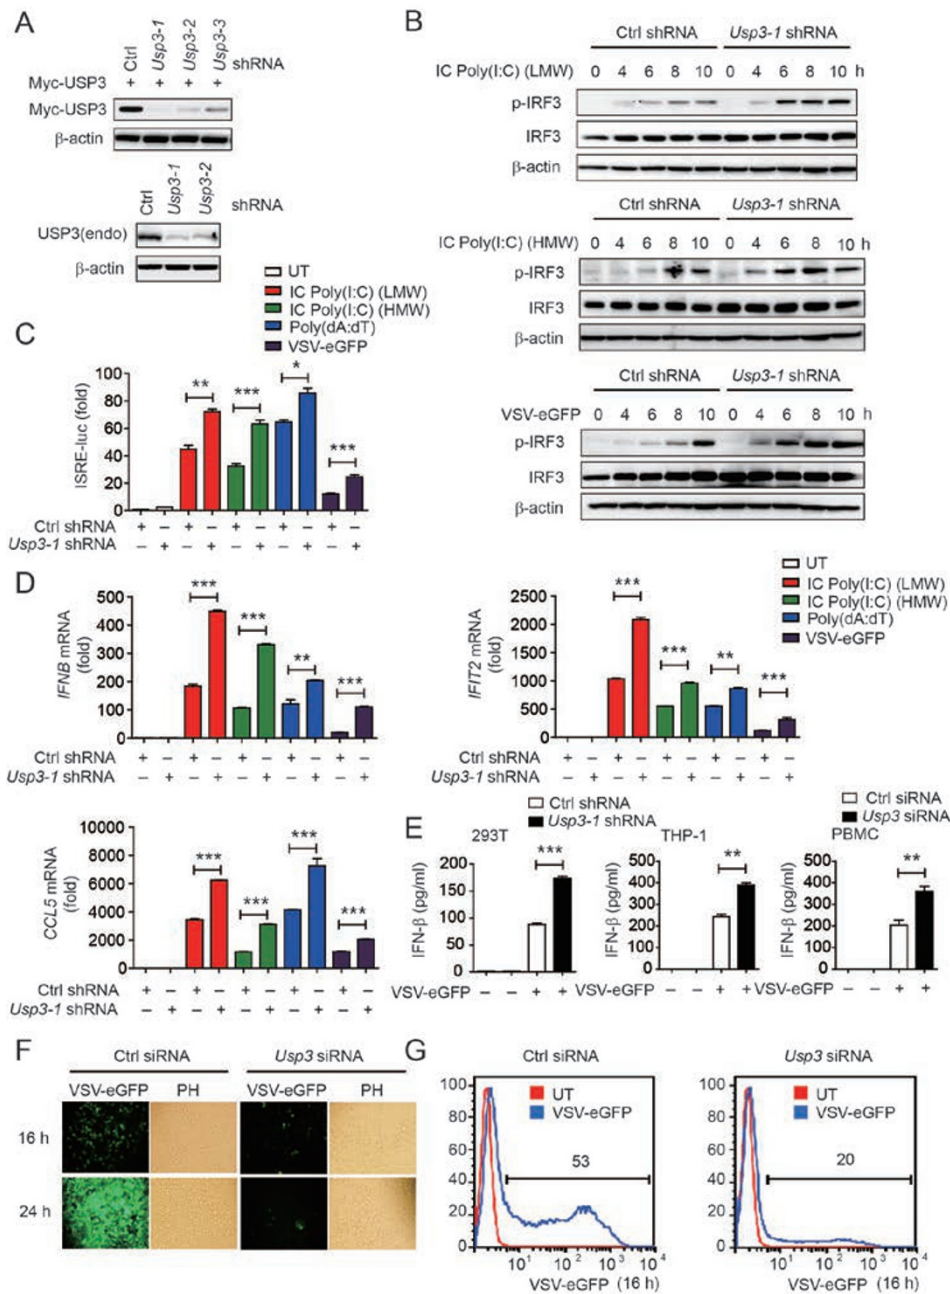 A
Ctrl
Usp3-1
Usp3-2
Usp3-3
shRNA
Myc-USP3 + + + +
Myc-USP3
β-actin
Ctrl
Usp3-1
Usp3-2
shRNA
USP3(endo)
β-actin
B
Ctrl shRNA Usp3-1 shRNA
IC Poly(I:C) (LMW) 0 4 6 8 10 0 4 6 8 10 h
p-IRF3
IRF3
β-actin
Ctrl shRNA Usp3-1 shRNA
IC Poly(I:C) (HMW) 0 4 6 8 10 0 4 6 8 10 h
p-IRF3
IRF3
β-actin
Ctrl shRNA Usp3-1 shRNA
VSV-eGFP 0 4 6 8 10 0 4 6 8 10 h
p-IRF3
IRF3
β-actin
C
UT
IC Poly(I:C) (LMW)
IC Poly(I:C) (HMW)
Poly(dA:dT)
VSV-eGFP
ISRE-luc (fold)
100
80
60
40
20
0
** *** * ***
Ctrl shRNA + – + – + – + – + –
Usp3-1 shRNA – + – + – + – + – +
D
IFNB mRNA
(fold)
500
400
300
200
100
0
*** *** ** ***
Ctrl shRNA + – + – + – + – + –
Usp3-1 shRNA – + – + – + – + – +
UT
IC Poly(I:C) (LMW)
IC Poly(I:C) (HMW)
Poly(dA:dT)
VSV-eGFP
IFIT2 mRNA
(fold)
2500
2000
1500
1000
500
0
*** *** ** ***
Ctrl shRNA + – + – + – + – + –
Usp3-1 shRNA – + – + – + – + – +
CCL5 mRNA
(fold)
10000
8000
6000
4000
2000
0
*** *** *** ***
Ctrl shRNA + – + – + – + – + –
Usp3-1 shRNA – + – + – + – + – +
E
Ctrl shRNA
Usp3-1 shRNA
Ctrl siRNA
Usp3 siRNA
293T
IFN-β (pg/ml)
200
150
100
50
0
***
VSV-eGFP – – + +
THP-1
IFN-β (pg/ml)
500
400
300
200
100
0
**
VSV-eGFP – – + +
PBMC
IFN-β (pg/ml)
500
400
300
200
100
0
**
VSV-eGFP – – + +
F
Ctrl siRNA Usp3 siRNA
VSV-eGFP PH VSV-eGFP PH
16 h
24 h
G
Ctrl siRNA
100
80
60
40
20
0
UT
VSV-eGFP
53
10¹ 10² 10³ 10⁴
VSV-eGFP (16 h)
Usp3 siRNA
100
80
60
40
20
0
UT
VSV-eGFP
20
10¹ 10² 10³ 10⁴
VSV-eGFP (16 h)